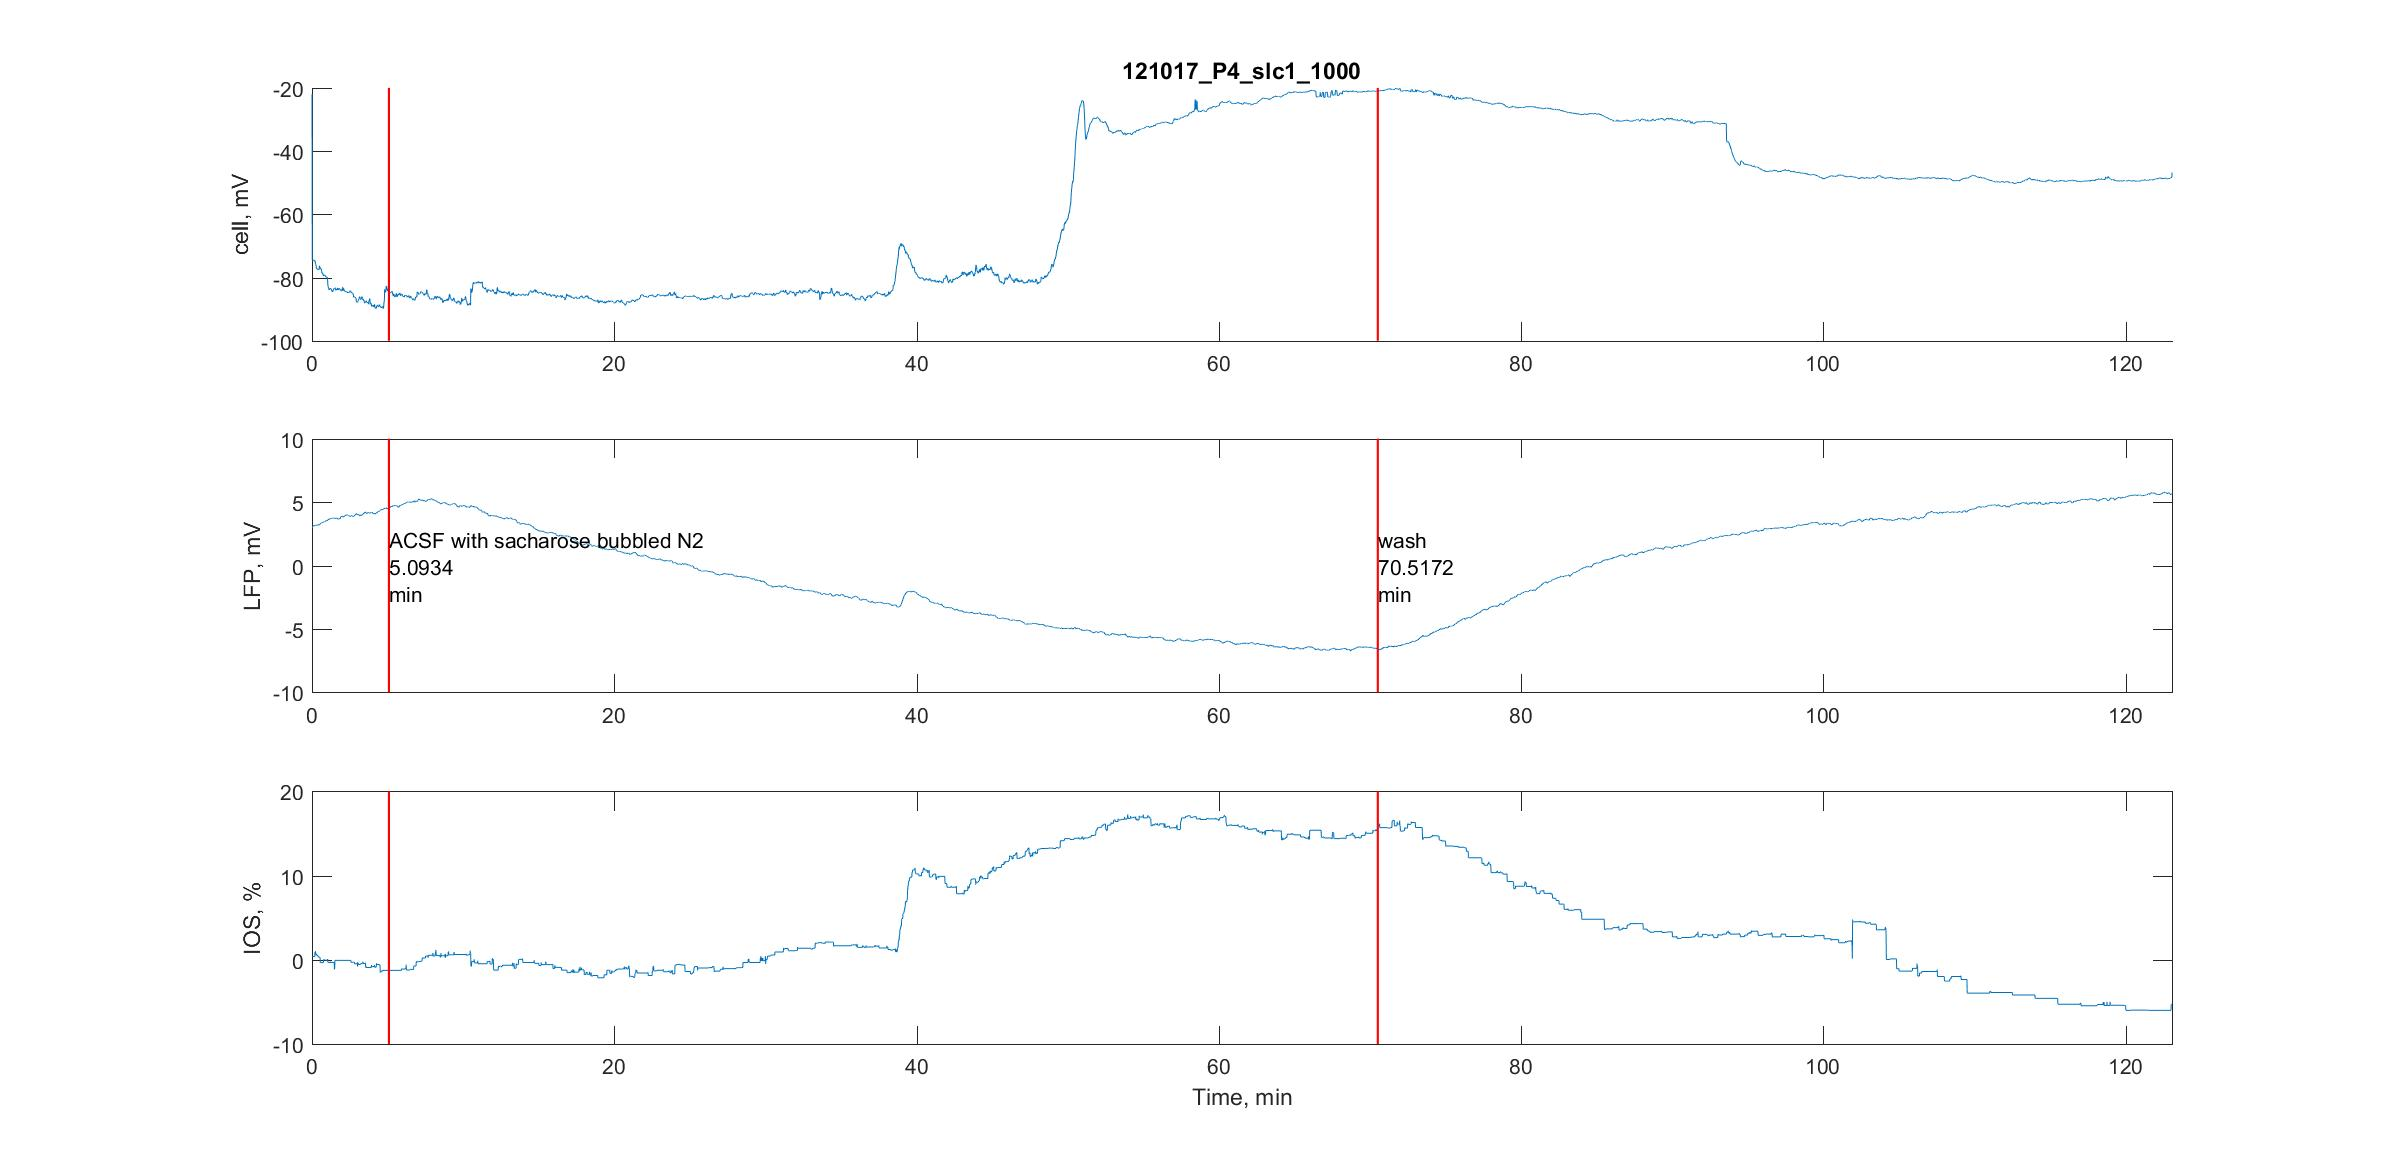 121017_P4_slc1_1000
-20
-40
-60
-80
-100
cell, mV
0 20 40 60 80 100 120
10
5
0
-5
-10
LFP, mV
ACSF with sacharose bubbled N2
5.0934
min
wash
70.5172
min
0 20 40 60 80 100 120
20
10
0
-10
IOS, %
0 20 40 60 80 100 120
Time, min